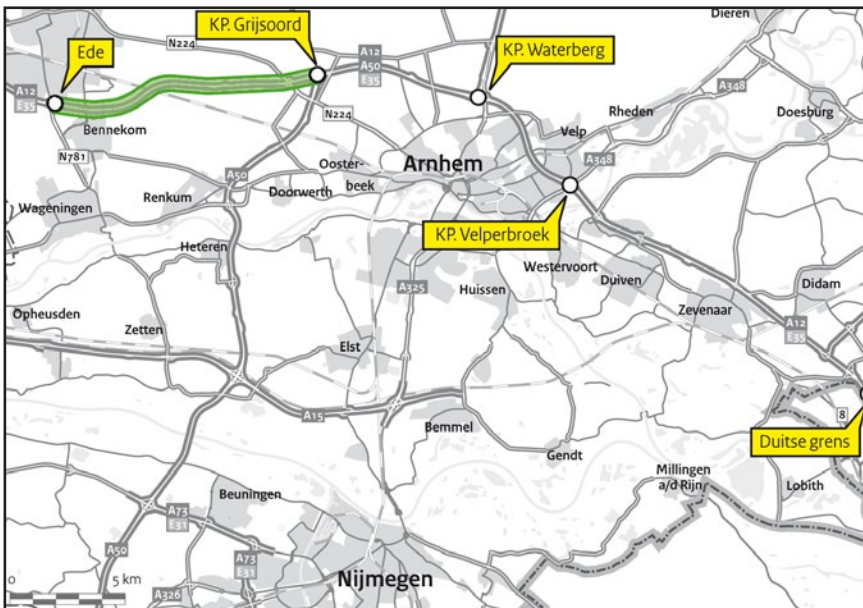 KP. Grijsoord
Dieren
N224
A12
A50
E35
KP. Waterberg
Ede
A12
E35
Bennekom
N224
Rheden
A348
Doesburg
Velp
N781
Arnhem
A348
Ooster-
beek
A50
Renkum
Doorwerth
Wageningen
KP. Velperbroek
Heteren
Westervoort
Duiven
A325
Huissen
Didam
Zevenaar
Opheusden
Zetten
A12
E35
Elst
A15
Bemmel
8
Duitse grens
Gendt
Millingen
a/d Rijn
Lobith
Beuningen
A73
E31
A50
0
5 km
A73
E31
Nijmegen
A326